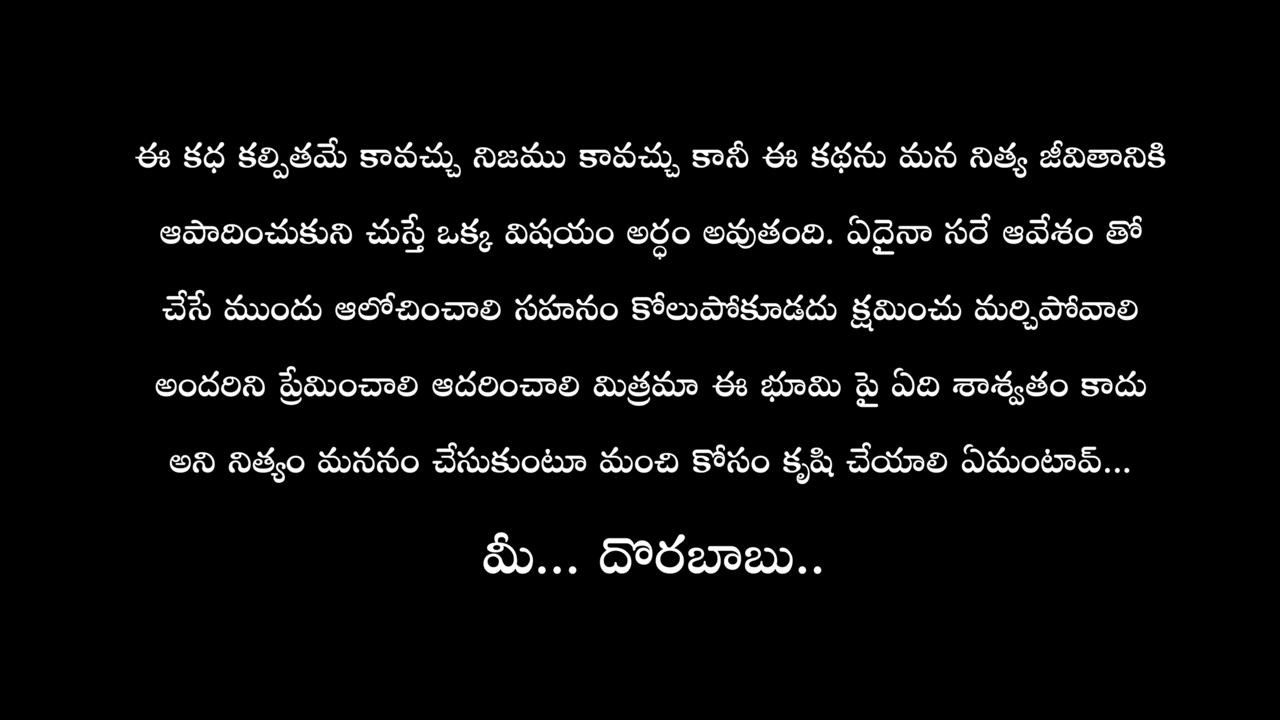 ఈ కధ కల్పితమే కావచ్చు నిజము కావచ్చు కానీ ఈ కథను మన నిత్య జీవితానికి
ఆపాదించుకుని చుస్తే ఒక్క విషయం అర్ధం అవుతంది. ఏదైనా సరే ఆవేశం తో
చేసే ముందు ఆలోచించాలి సహనం కోలుపోకూడదు క్షమించు మర్చిపోవాలి
అందరిని ప్రేమించాలి ఆదరించాలి మిత్రమా ఈ భూమి పై ఏది శాశ్వతం కాదు
అని నిత్యం మననం చేసుకుంటూ మంచి కోసం కృషి చేయాలి ఏమంటావ్...
మీ... దొరబాబు..